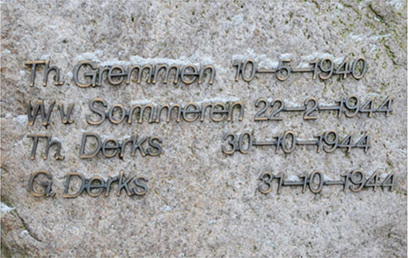 Th. Gremmen 10-5-1940
W.v. Sommeren 22-2-1944
Th. Derks 30-10-1944
G. Derks 31-10-1944